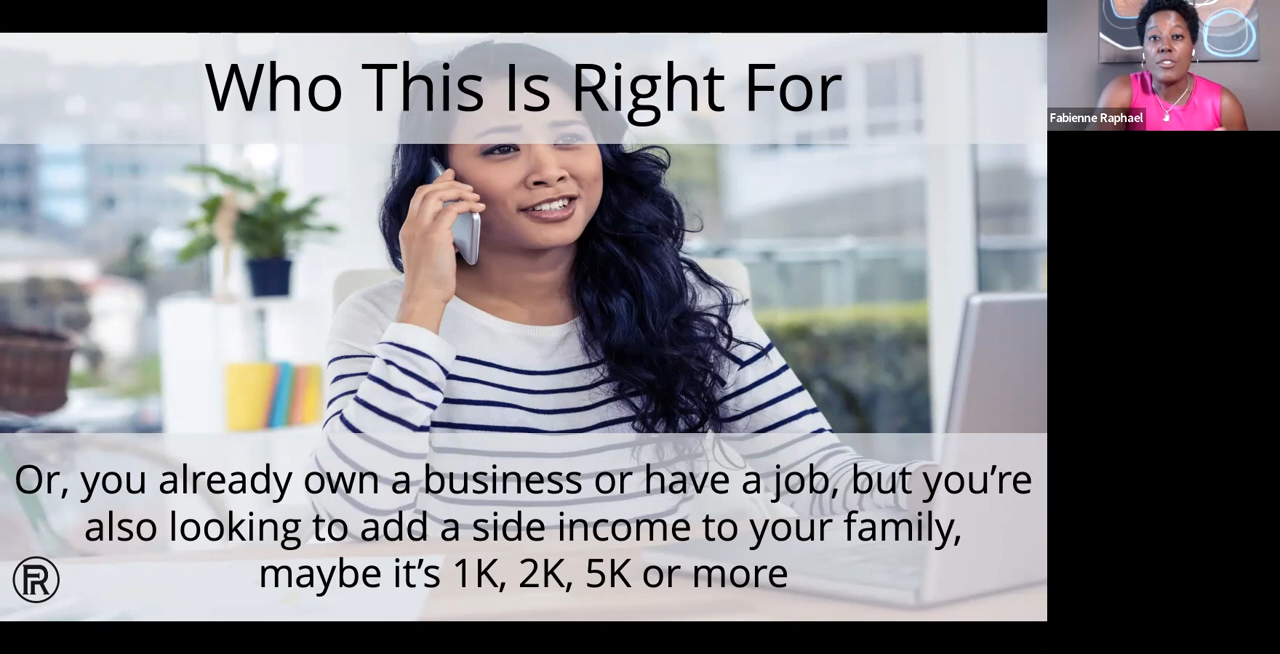 Who This Is Right For
Fabienne Raphael
Or, you already own a business or have a job, but you’re
also looking to add a side income to your family,
maybe it’s 1K, 2K, 5K or more
FR